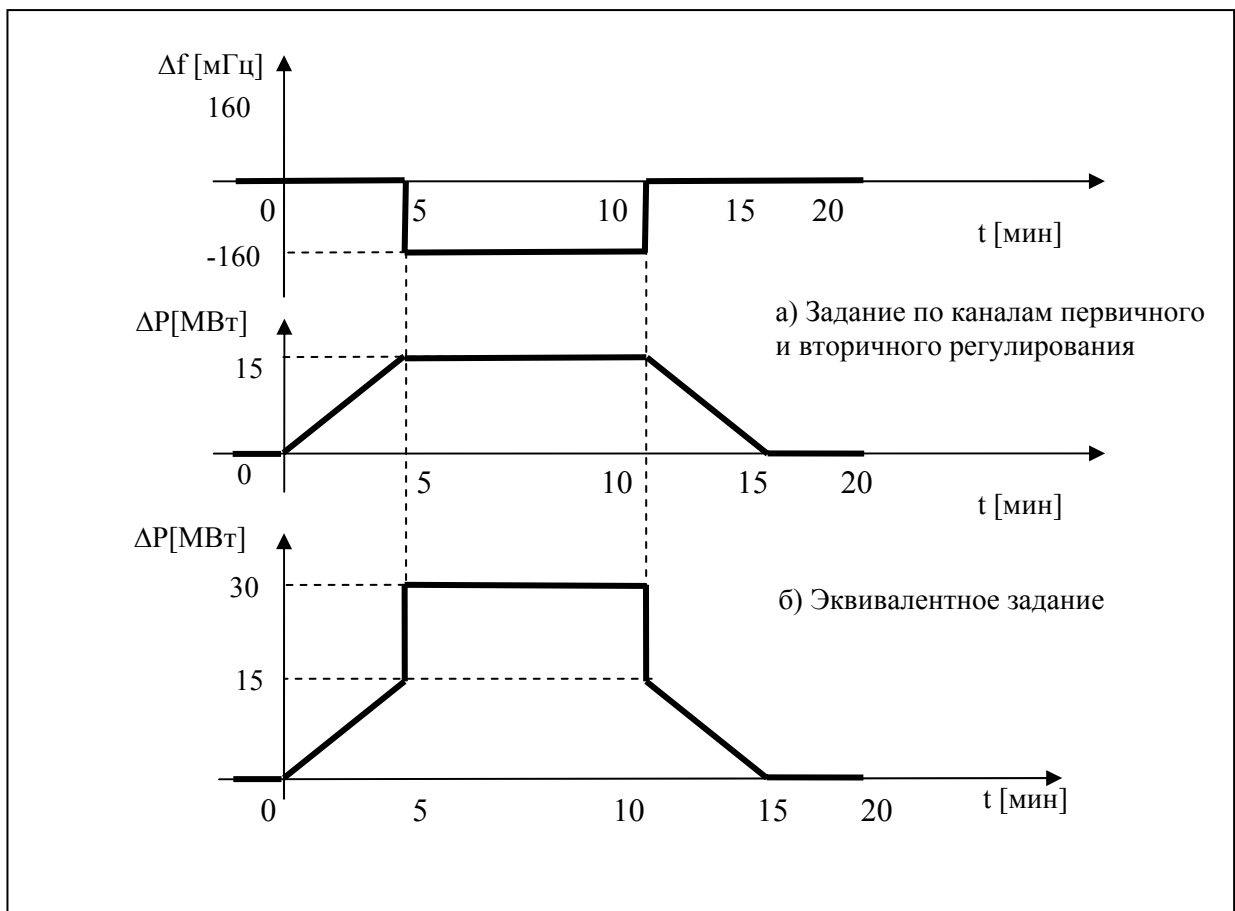 Δf [мГц]
160
0 5 10 15 20
t [мин]
-160
а) Задание по каналам первичного
и вторичного регулирования
ΔP[МВт]
15
0 5 10 15 20
t [мин]
ΔP[МВт]
30
б) Эквивалентное задание
15
0 5 10 15 20
t [мин]